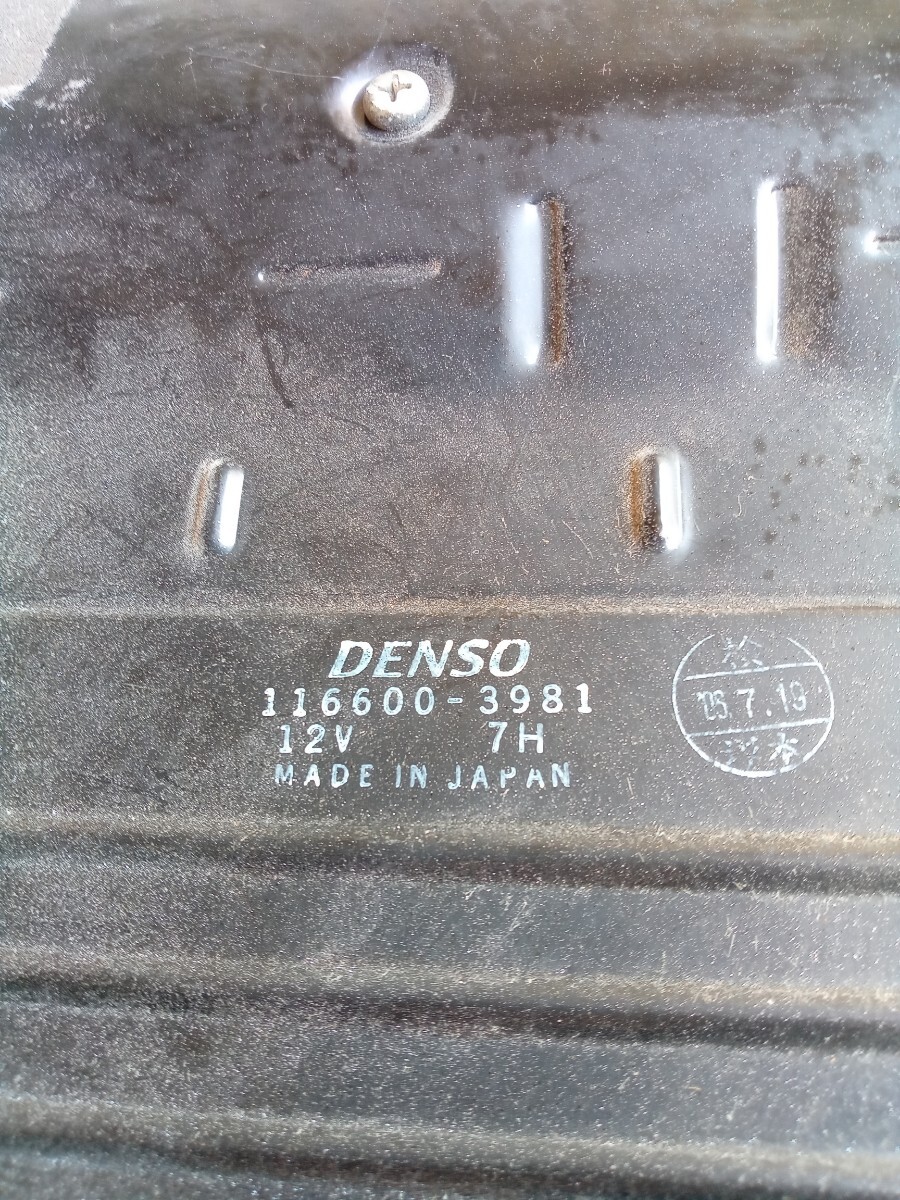 DENSO
116600-3981
12V 7H
MADE IN JAPAN
'05.7.19